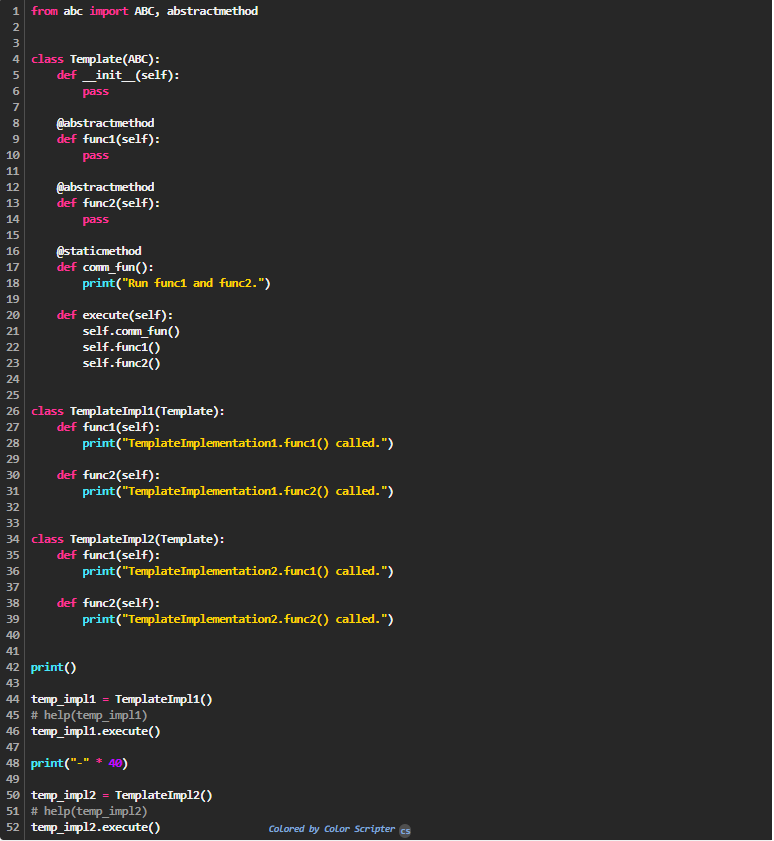 1 from abc import ABC, abstractmethod
2
3
4 class Template(ABC):
5     def __init__(self):
6         pass
7
8     @abstractmethod
9     def func1(self):
10         pass
11
12     @abstractmethod
13     def func2(self):
14         pass
15
16     @staticmethod
17     def comm_fun():
18         print("Run func1 and func2.")
19
20     def execute(self):
21         self.comm_fun()
22         self.func1()
23         self.func2()
24
25
26 class TemplateImpl1(Template):
27     def func1(self):
28         print("TemplateImplementation1.func1() called.")
29
30     def func2(self):
31         print("TemplateImplementation1.func2() called.")
32
33
34 class TemplateImpl2(Template):
35     def func1(self):
36         print("TemplateImplementation2.func1() called.")
37
38     def func2(self):
39         print("TemplateImplementation2.func2() called.")
40
41
42 print()
43
44 temp_impl1 = TemplateImpl1()
45 # help(temp_impl1)
46 temp_impl1.execute()
47
48 print("-" * 40)
49
50 temp_impl2 = TemplateImpl2()
51 # help(temp_impl2)
52 temp_impl2.execute()
Colored by Color Scripter cs